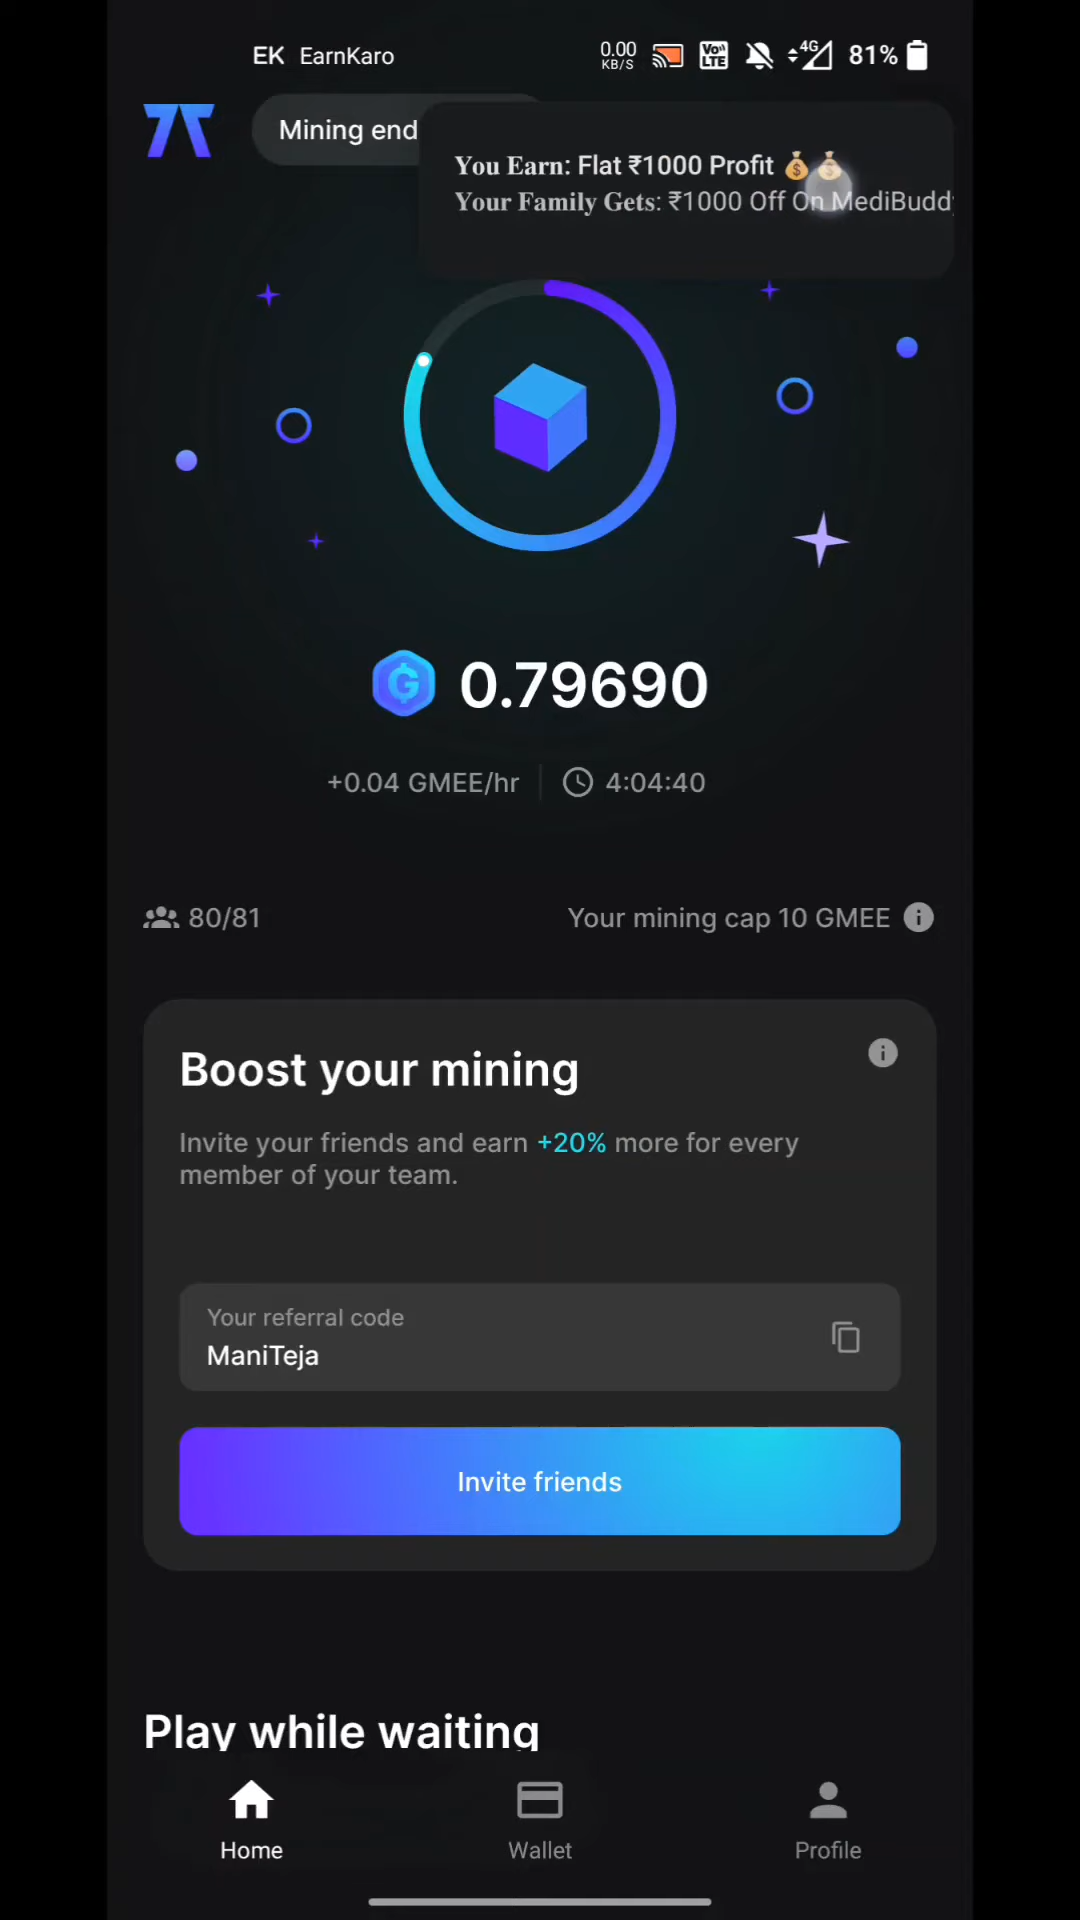 EK EarnKaro 0.00 KB/S Vo)) LTE 4G 81%
Mining end
You Earn: Flat ₹1000 Profit 💰💰
Your Family Gets: ₹1000 Off On MediBuddy
G 0.79690
+0.04 GMEE/hr 4:04:40
80/81 Your mining cap 10 GMEE
Boost your mining
Invite your friends and earn +20% more for every
member of your team.
Your referral code
ManiTeja
Invite friends
Play while waiting
Home Wallet Profile